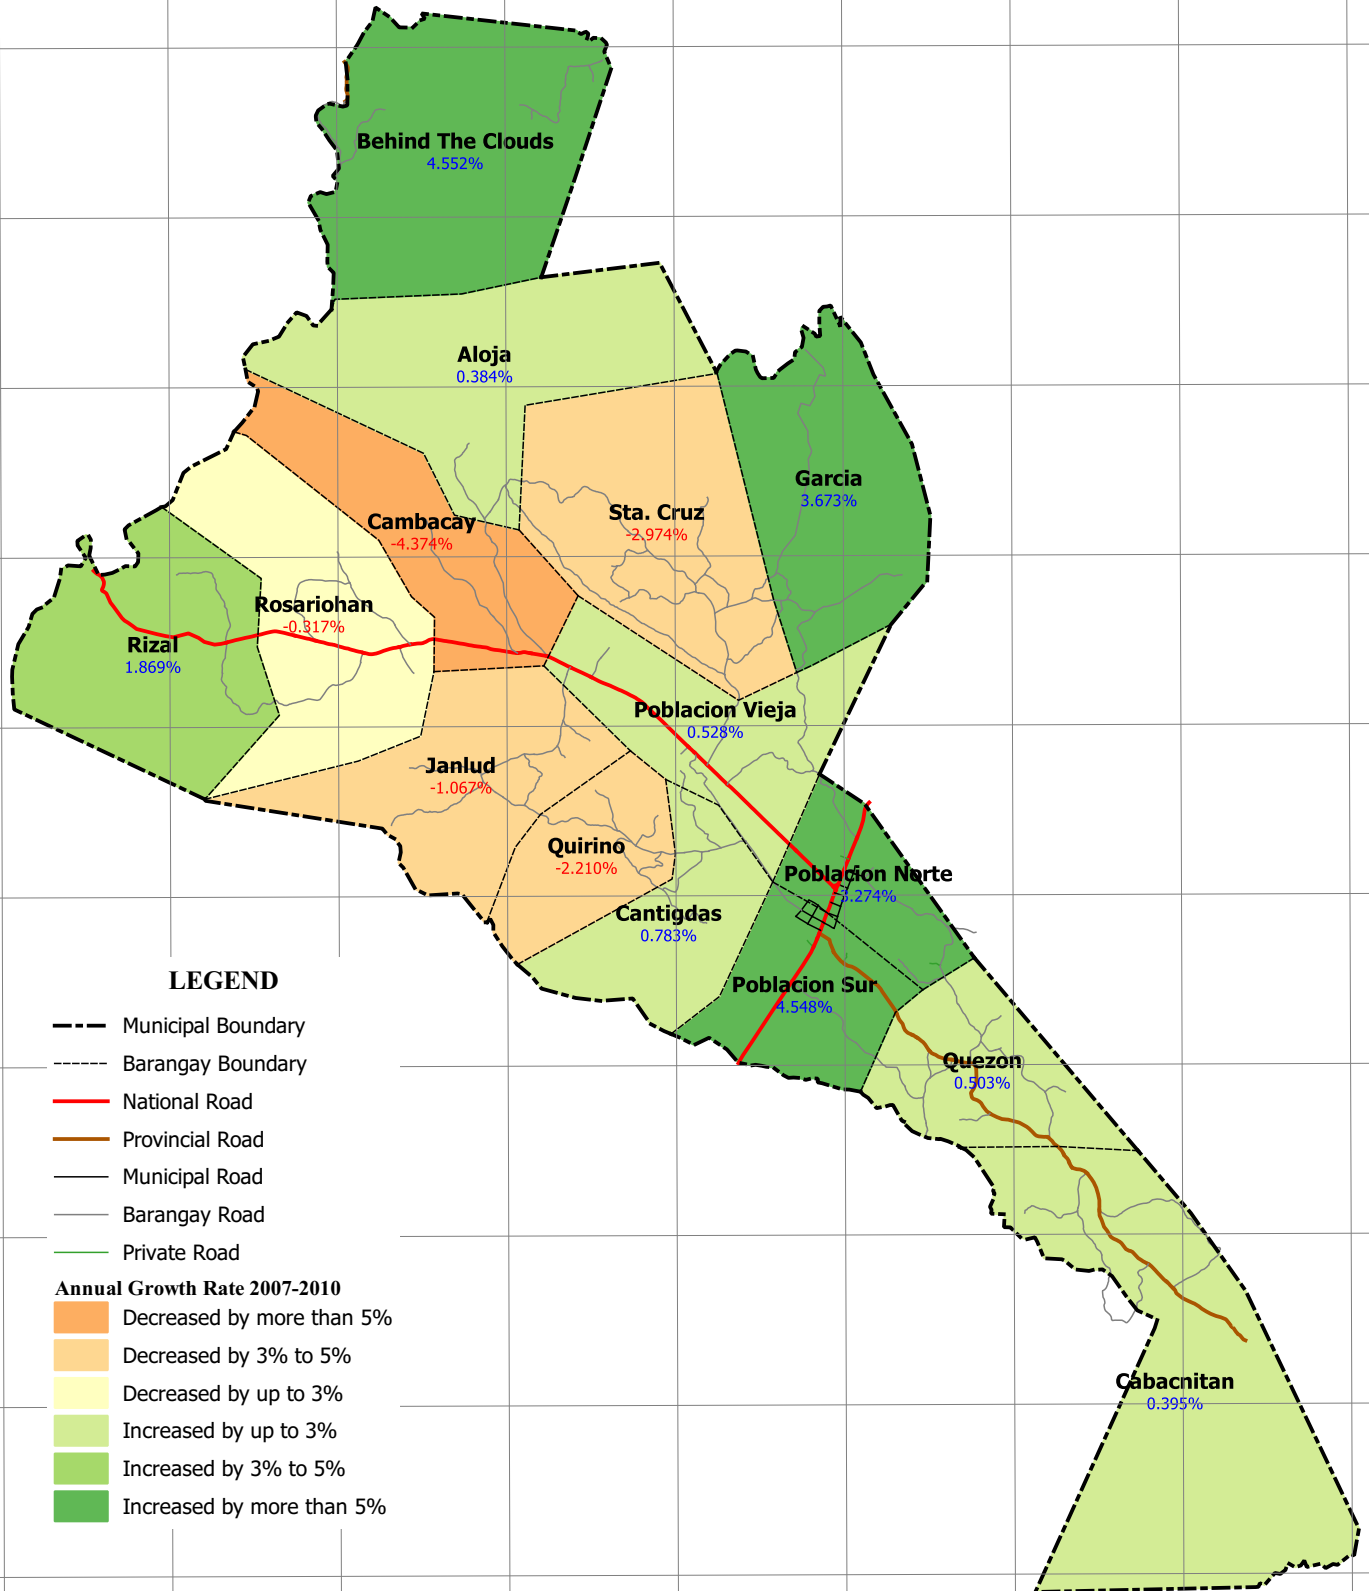 Behind The Clouds
4.552%
Aloja
0.384%
Garcia
3.673%
Sta. Cruz
-2.974%
Cambacay
-4.374%
Rosariohan
-0.317%
Rizal
1.869%
Poblacion Vieja
0.528%
Janlud
-1.067%
Quirino
-2.210%
Poblacion Norte
3.274%
Cantigdas
0.783%
Poblacion Sur
4.548%
Quezon
0.503%
Cabacnitan
0.395%
LEGEND
Municipal Boundary
Barangay Boundary
National Road
Provincial Road
Municipal Road
Barangay Road
Private Road
Annual Growth Rate 2007-2010
Decreased by more than 5%
Decreased by 3% to 5%
Decreased by up to 3%
Increased by up to 3%
Increased by 3% to 5%
Increased by more than 5%